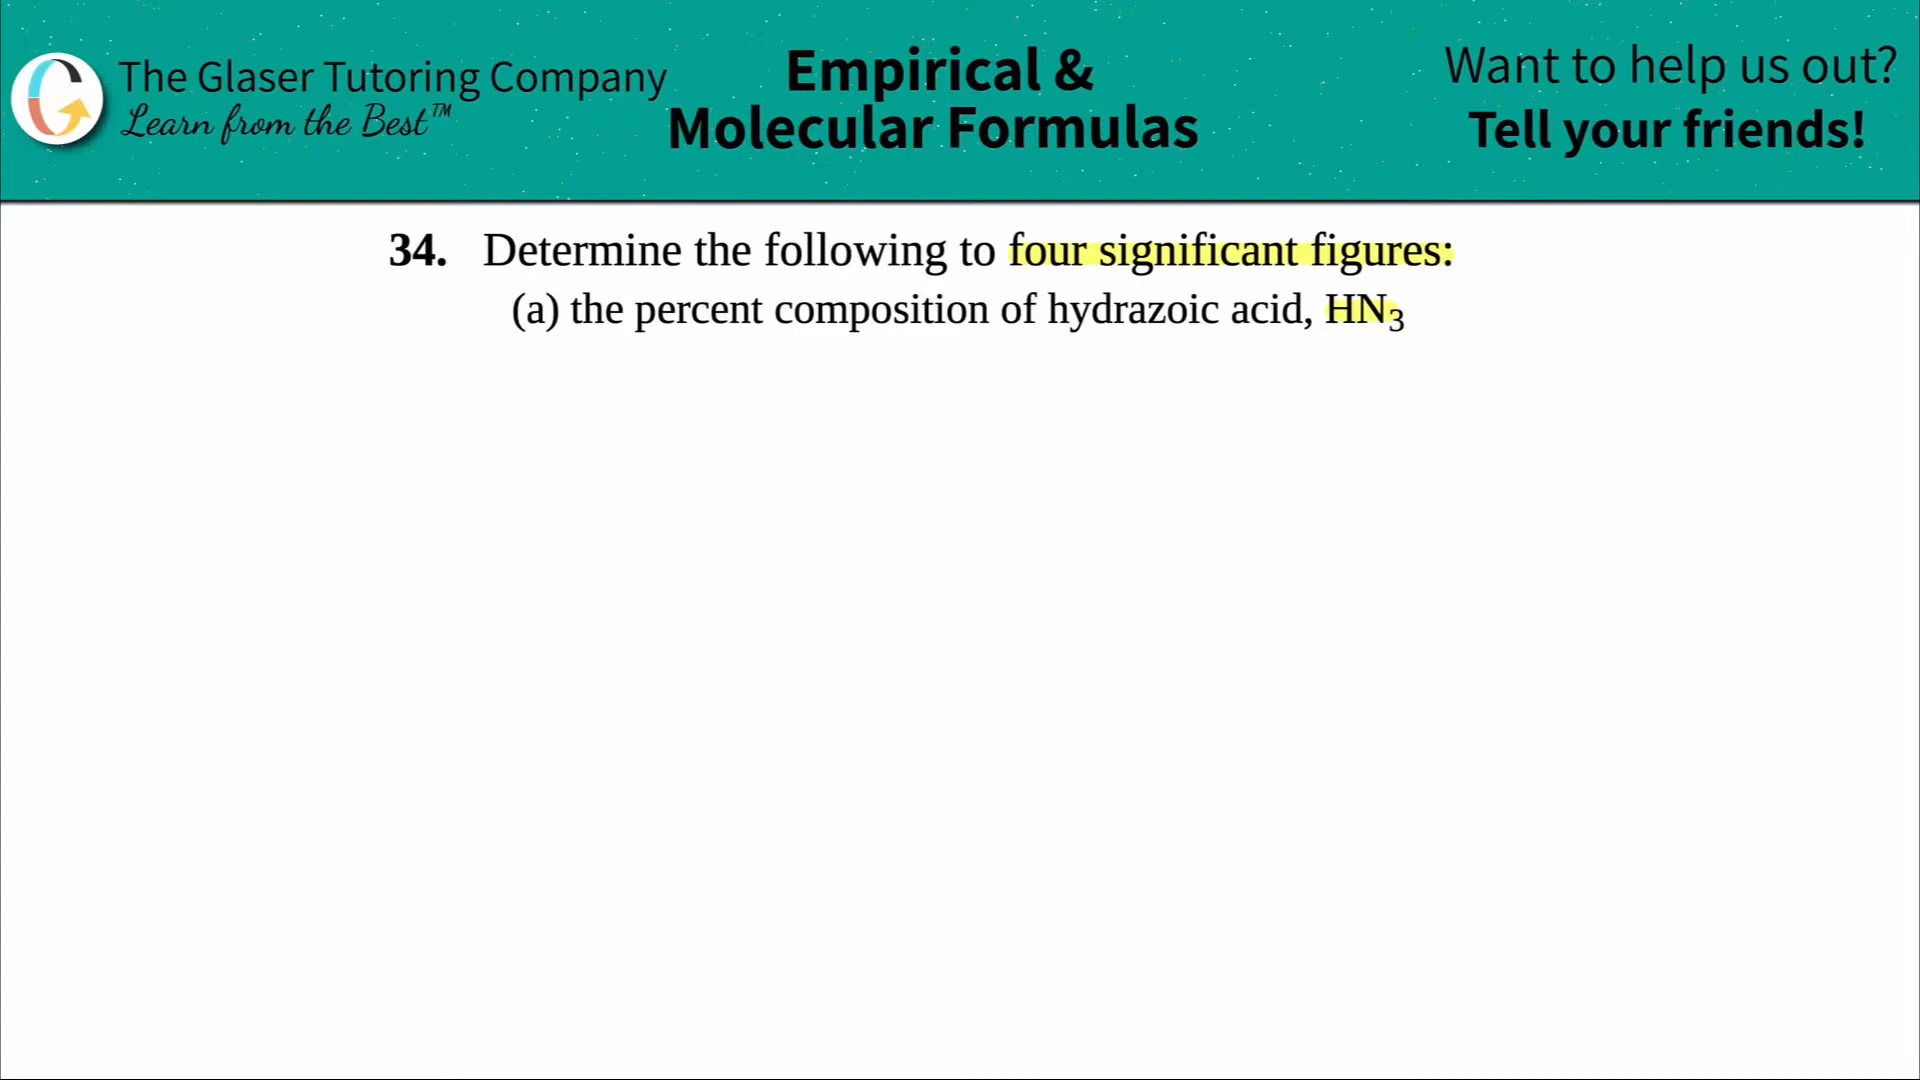 The Glaser Tutoring Company
Learn from the Best™
Empirical &
Molecular Formulas
Want to help us out?
Tell your friends!
34. Determine the following to four significant figures:
(a) the percent composition of hydrazoic acid, HN₃